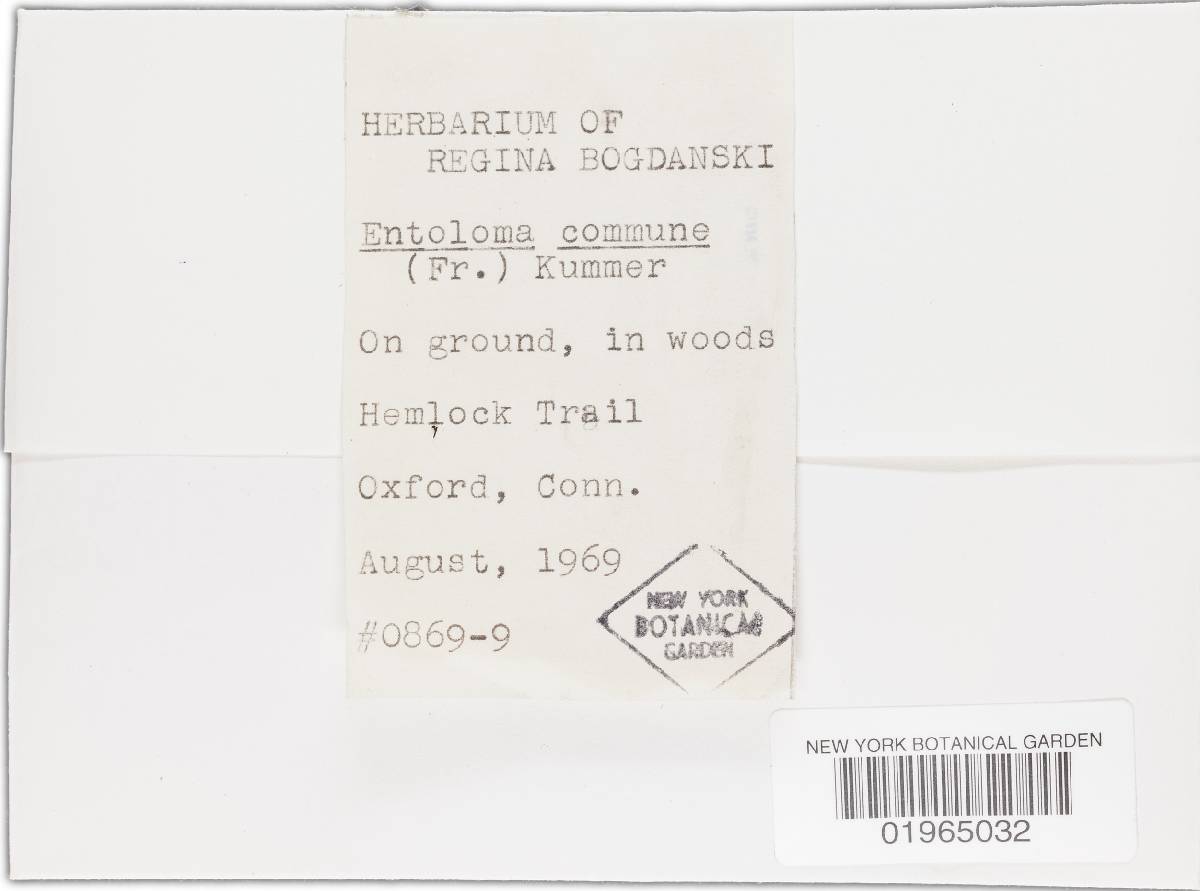 HERBARIUM OF
REGINA BOGDANSKI
Entoloma commune
(Fr.) Kummer
On ground, in woods
Hemlock Trail
Oxford, Conn.
August, 1969
#0869-9
NEW YORK
BOTANICAL
GARDEN
NEW YORK BOTANICAL GARDEN
01965032